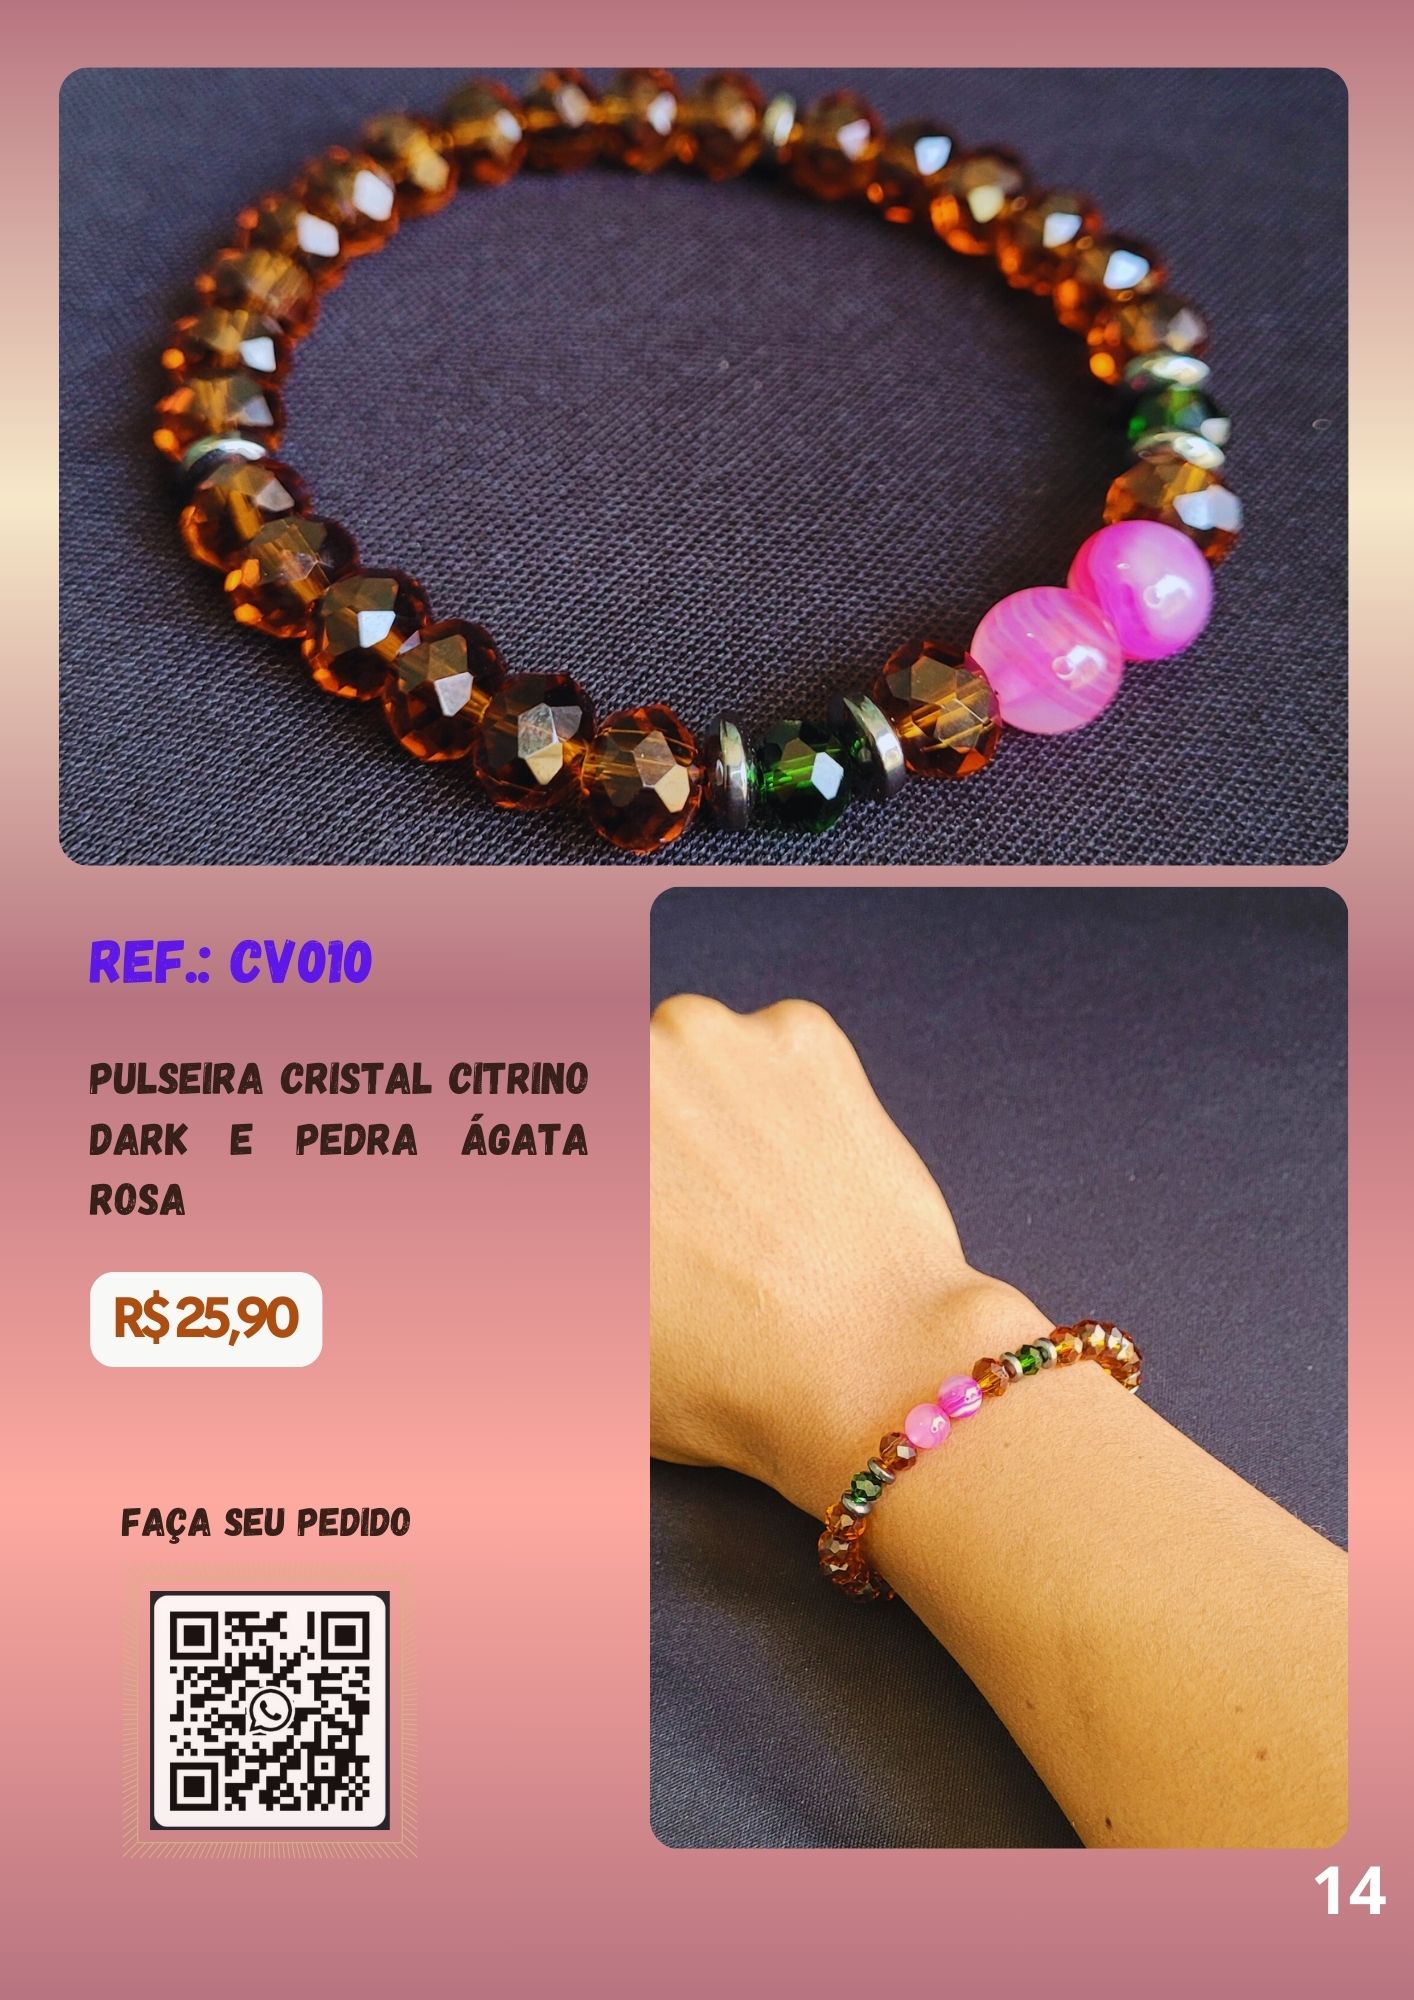 REF.: CV010
PULSEIRA CRISTAL CITRINO
DARK E PEDRA ÁGATA
ROSA
R$ 25,90
FAÇA SEU PEDIDO
14